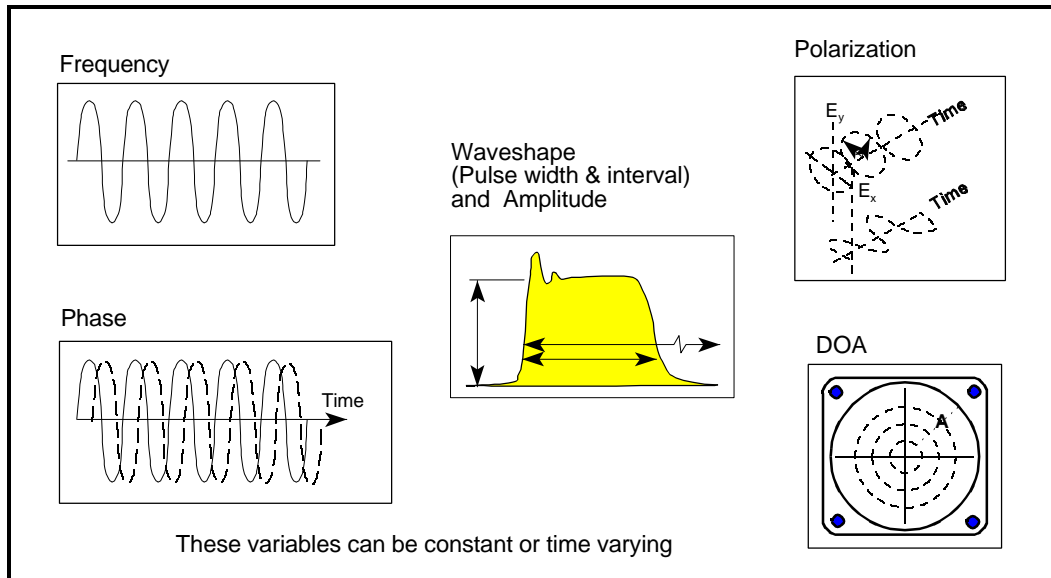 Frequency
Phase
Time
Waveshape
(Pulse width & interval)
and Amplitude
Polarization
Ey
Time
Ex
Time
DOA
A
These variables can be constant or time varying